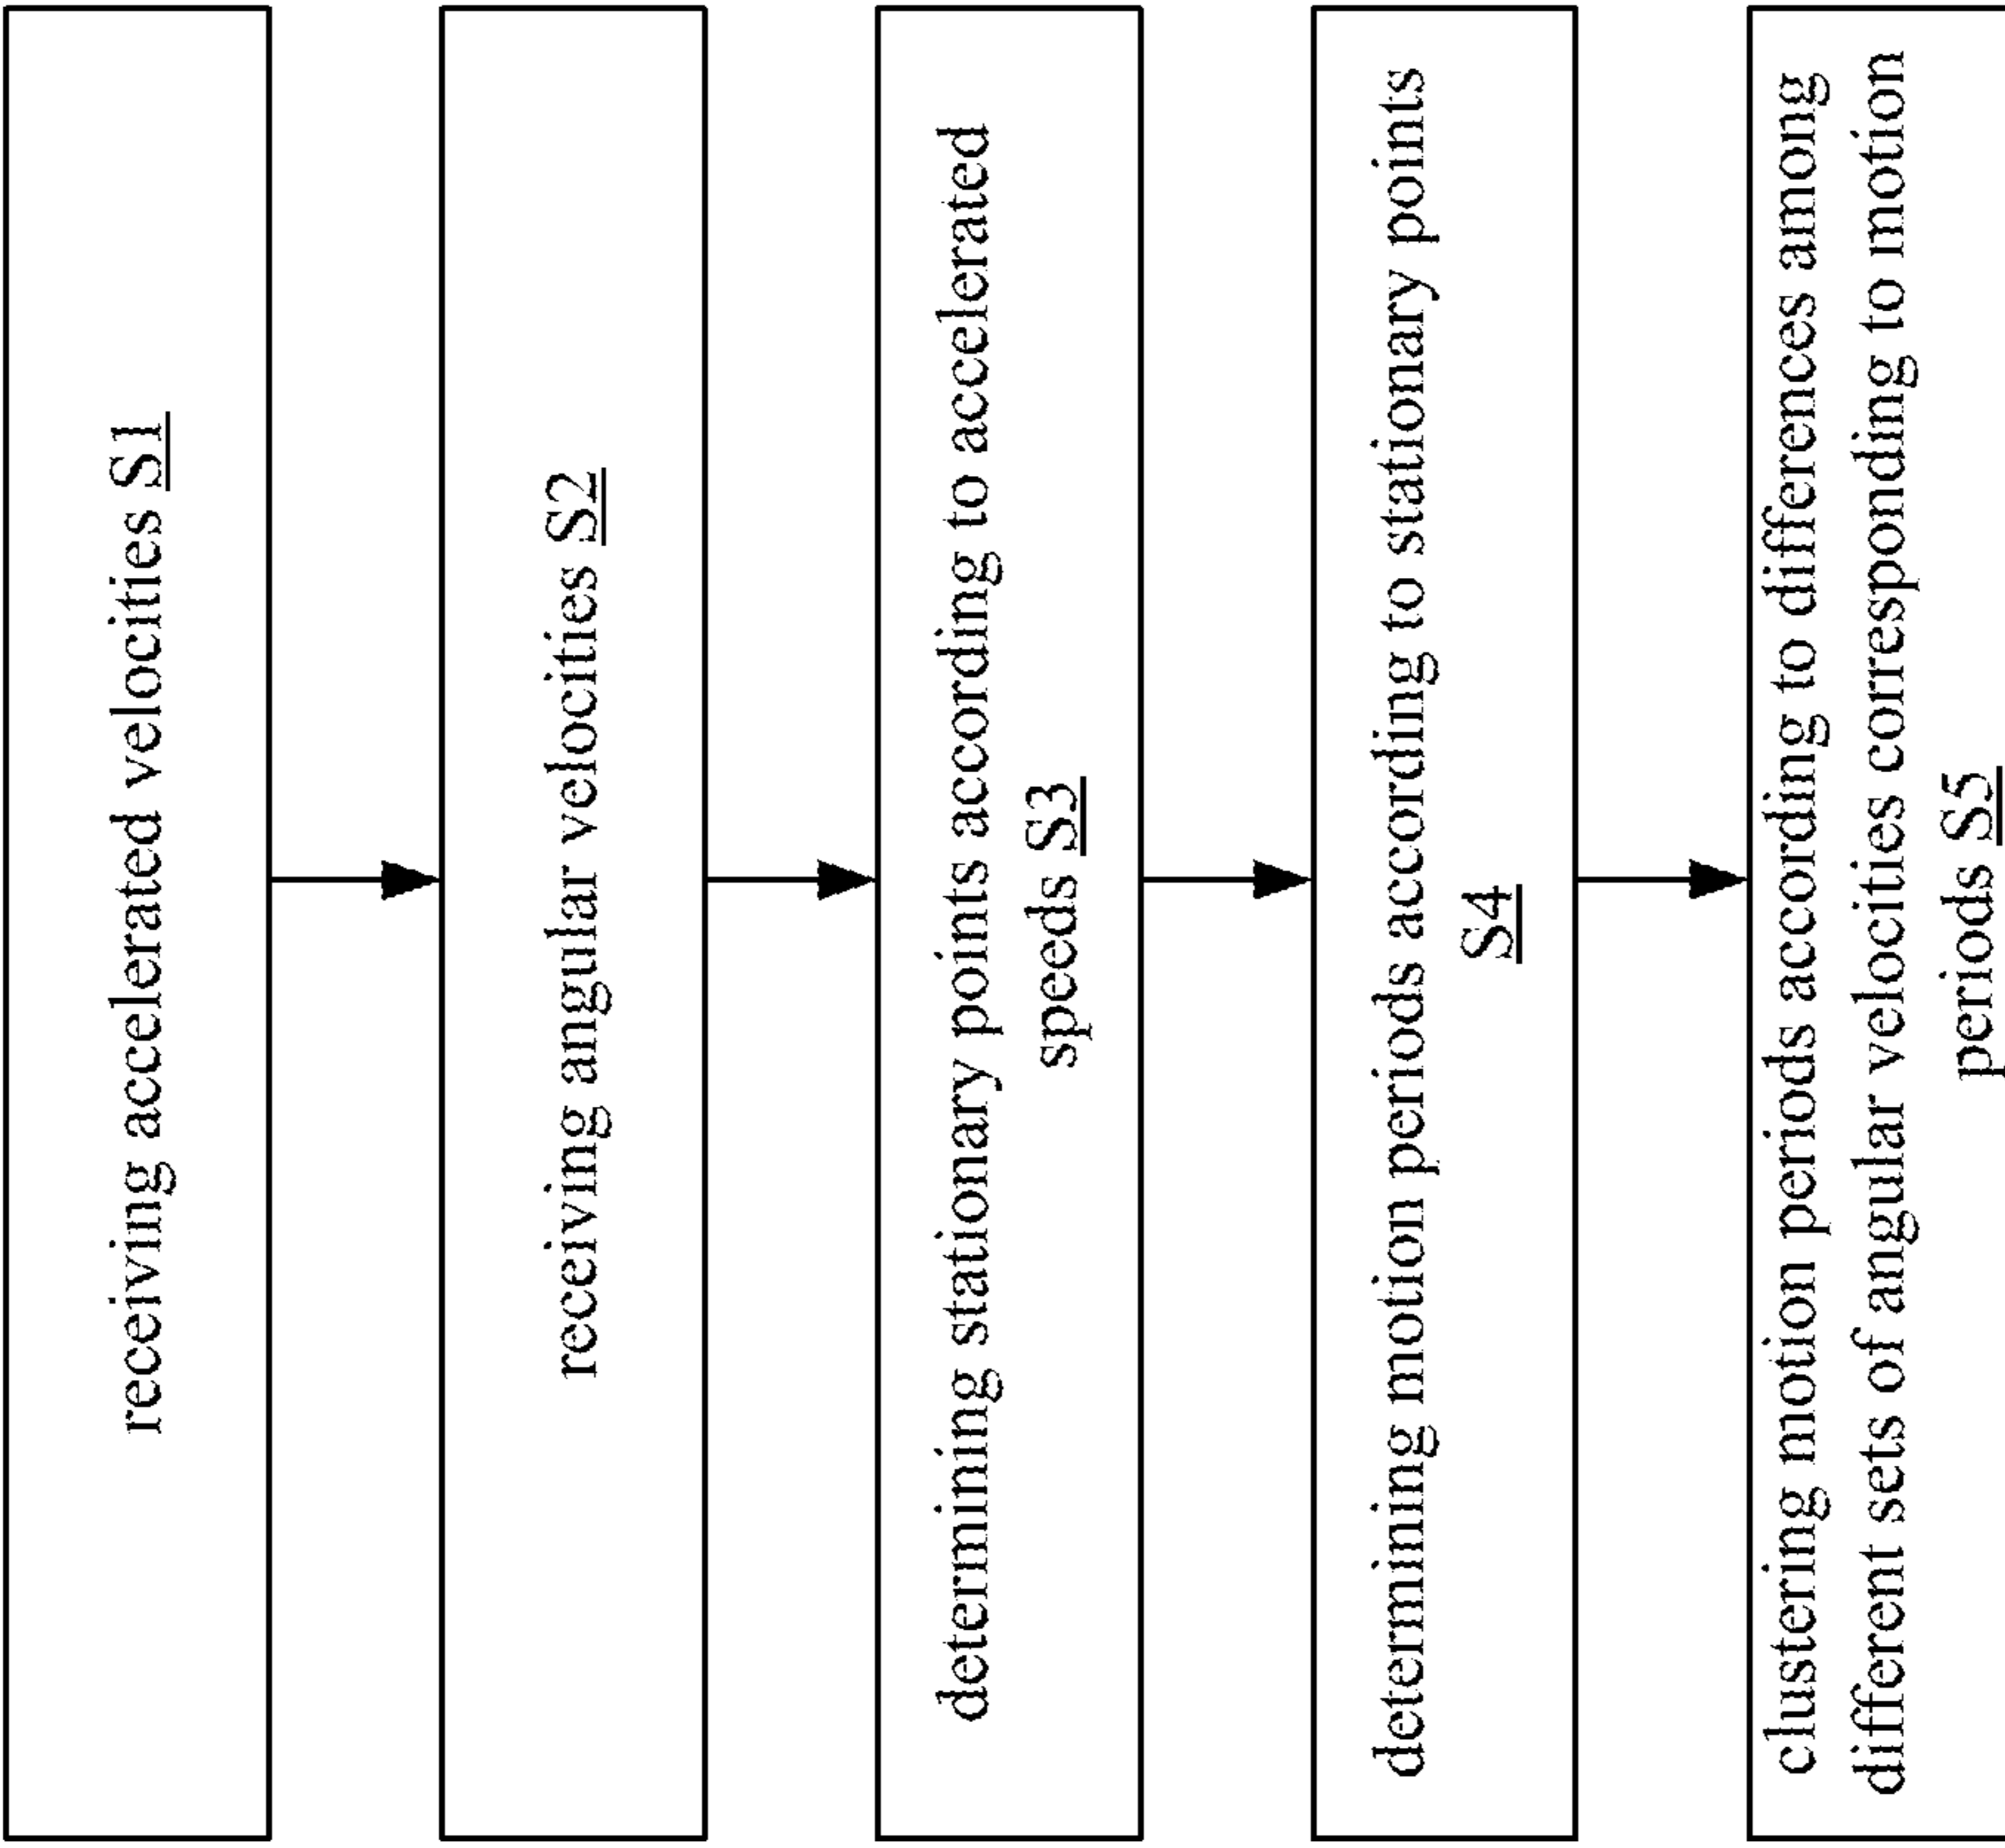 receiving accelerated velocities S1
receiving angular velocities S2
determining stationary points according to accelerated
speeds S3
determining motion periods according to stationary points
S4
clustering motion periods according to differences among
different sets of angular velocities corresponding to motion
periods S5